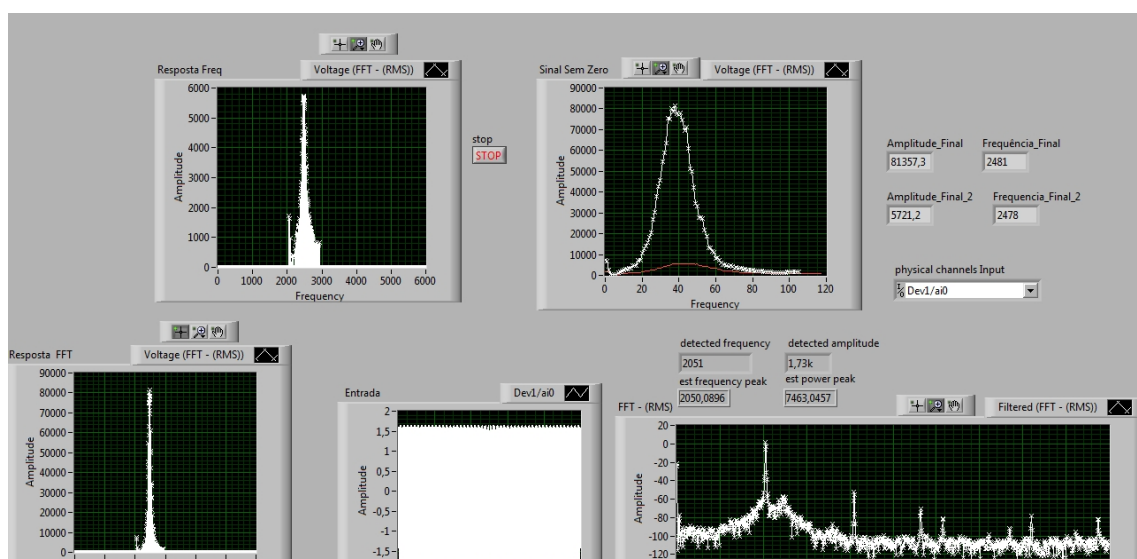 Resposta Freq
Voltage (FFT - (RMS))
6000
5000
4000
3000
2000
1000
0
Amplitude
0 1000 2000 3000 4000 5000 6000
Frequency
stop
STOP
Sinal Sem Zero
Voltage (FFT - (RMS))
90000
80000
70000
60000
50000
40000
30000
20000
10000
0
Amplitude
0 20 40 60 80 100 120
Frequency
Amplitude_Final
81357,3
Frequência_Final
2481
Amplitude_Final_2
5721,2
Frequencia_Final_2
2478
physical channels Input
I/O Dev1/ai0
Resposta FFT
Voltage (FFT - (RMS))
90000
80000
70000
60000
50000
40000
30000
20000
10000
0
Amplitude
Entrada
Dev1/ai0
2
1,5
1
0,5
0
-0,5
-1
-1,5
Amplitude
detected frequency
2051
detected amplitude
1,73k
est frequency peak
2050,0896
est power peak
7463,0457
FFT - (RMS)
Filtered (FFT - (RMS))
20
0
-20
-40
-60
-80
-100
-120
Amplitude